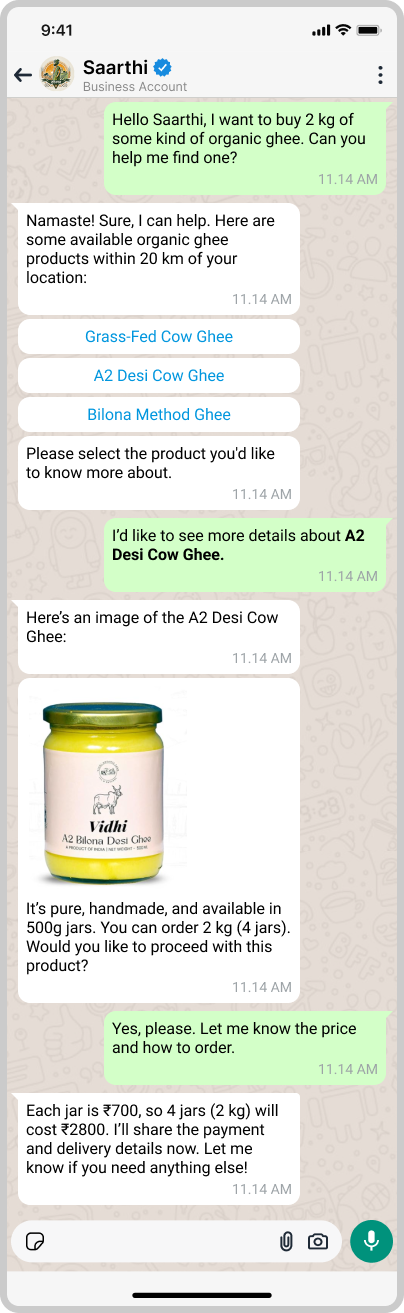 9:41
Saarthi
Business Account
Hello Saarthi, I want to buy 2 kg of
some kind of organic ghee. Can you
help me find one?
11.14 AM
Namaste! Sure, I can help. Here are
some available organic ghee
products within 20 km of your
location:
11.14 AM
Grass-Fed Cow Ghee
A2 Desi Cow Ghee
Bilona Method Ghee
Please select the product you'd like
to know more about.
11.14 AM
I’d like to see more details about A2
Desi Cow Ghee.
11.14 AM
Here’s an image of the A2 Desi Cow
Ghee:
11.14 AM
Vidhi
A2 Bilona Desi Ghee
A PRODUCT OF INDIA | NET WEIGHT -
It’s pure, handmade, and available in
500g jars. You can order 2 kg (4 jars).
Would you like to proceed with this
product?
11.14 AM
Yes, please. Let me know the price
and how to order.
11.14 AM
Each jar is ₹700, so 4 jars (2 kg) will
cost ₹2800. I’ll share the payment
and delivery details now. Let me
know if you need anything else!
11.14 AM